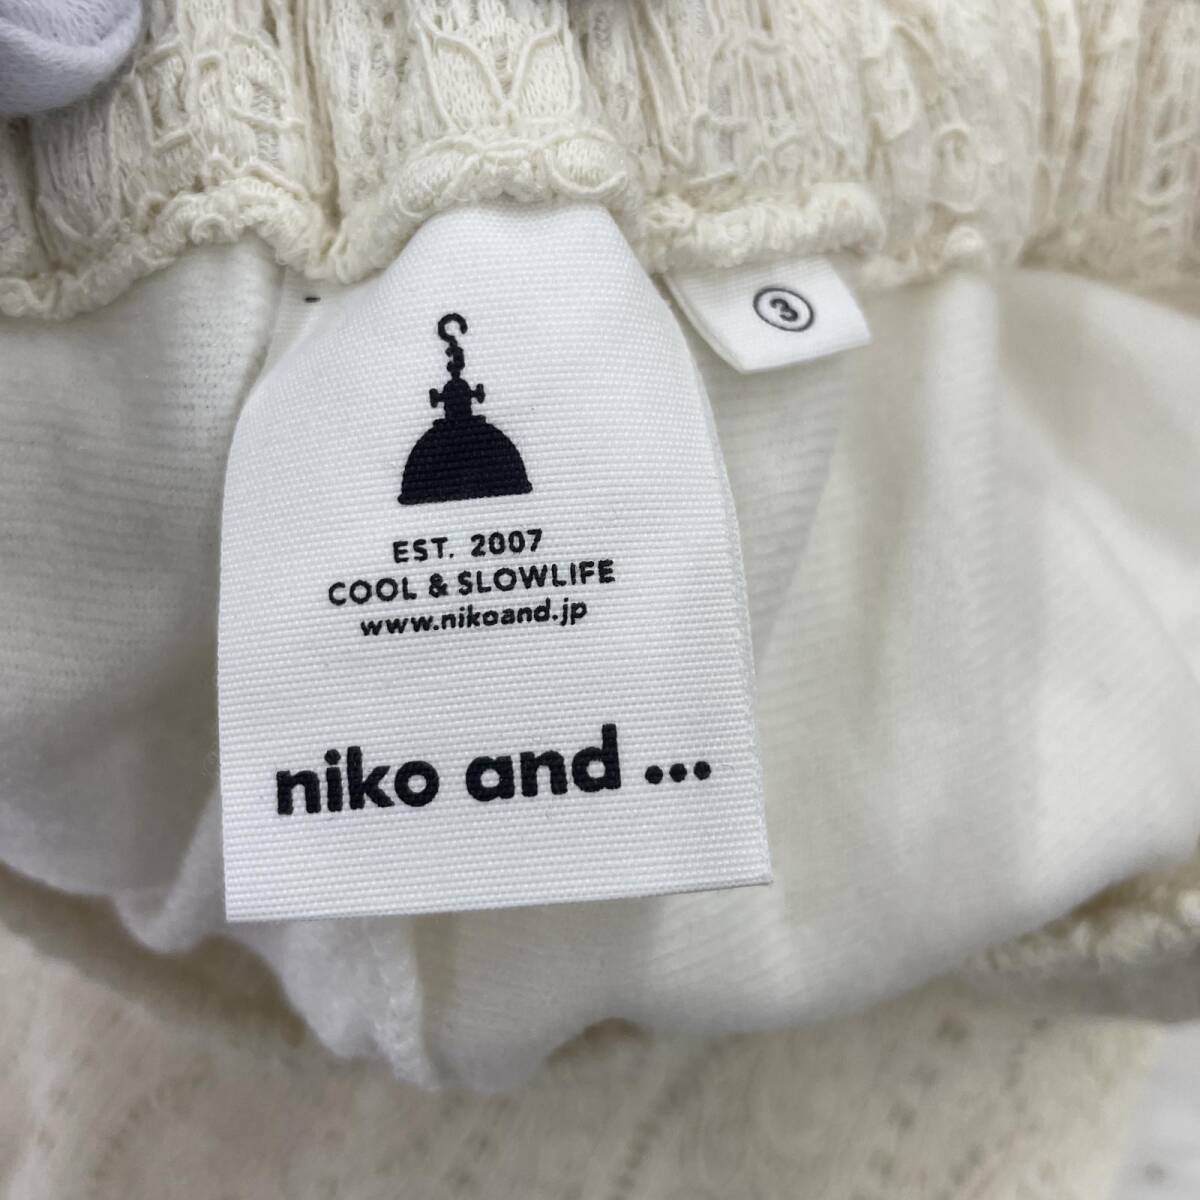 ③
EST. 2007
COOL & SLOWLIFE
www.nikoand.jp
niko and ...